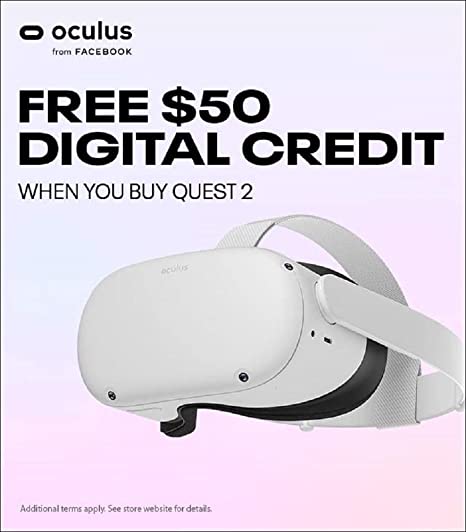 oculus
from FACEBOOK
FREE $50
DIGITAL CREDIT
WHEN YOU BUY QUEST 2
oculus
Additional terms apply. See store website for details.